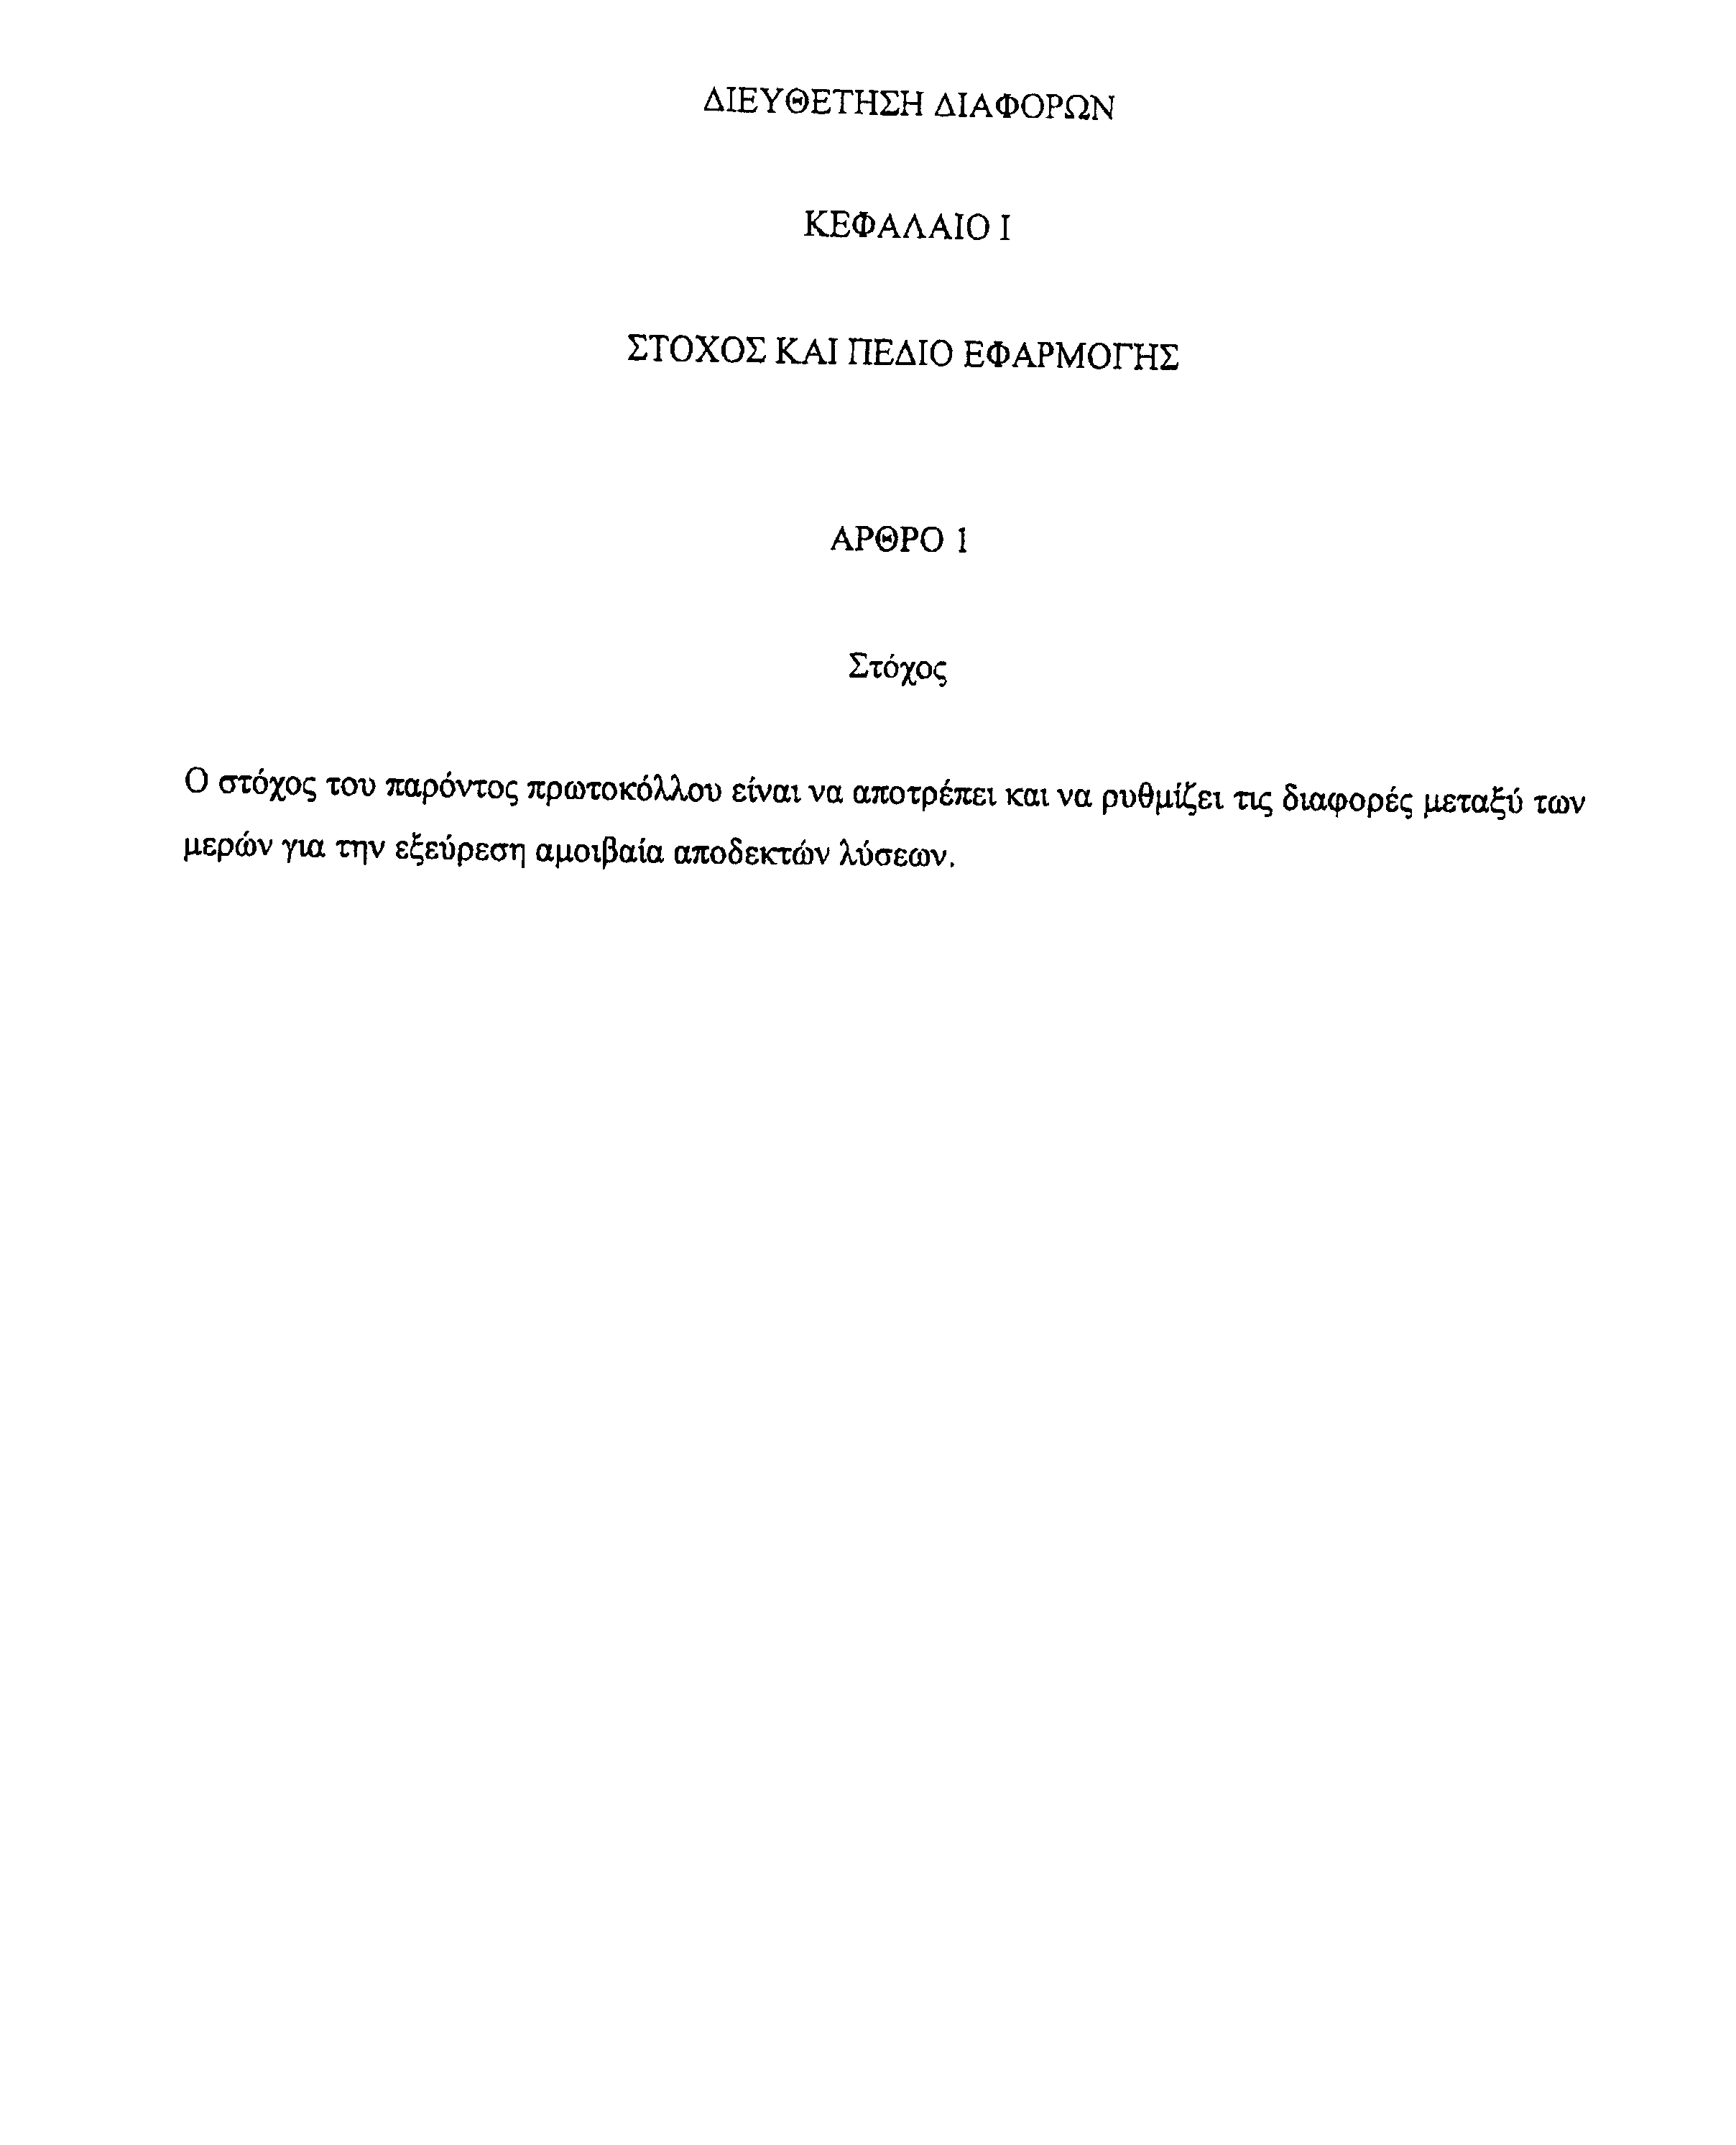 ΔΙΕΥΘΕΤΗΣΗ ΔΙΑΦΟΡΩΝ
ΚΕΦΑΛΑΙΟ Ι
ΣΤΟΧΟΣ ΚΑΙ ΠΕΔΙΟ ΕΦΑΡΜΟΓΗΣ
ΑΡΘΡΟ 1
Στόχος
Ο στόχος του παρόντος πρωτοκόλλου είναι να αποτρέπει και να ρυθμίζει τις διαφορές μεταξύ των
μερών για την εξεύρεση αμοιβαία αποδεκτών λύσεων.